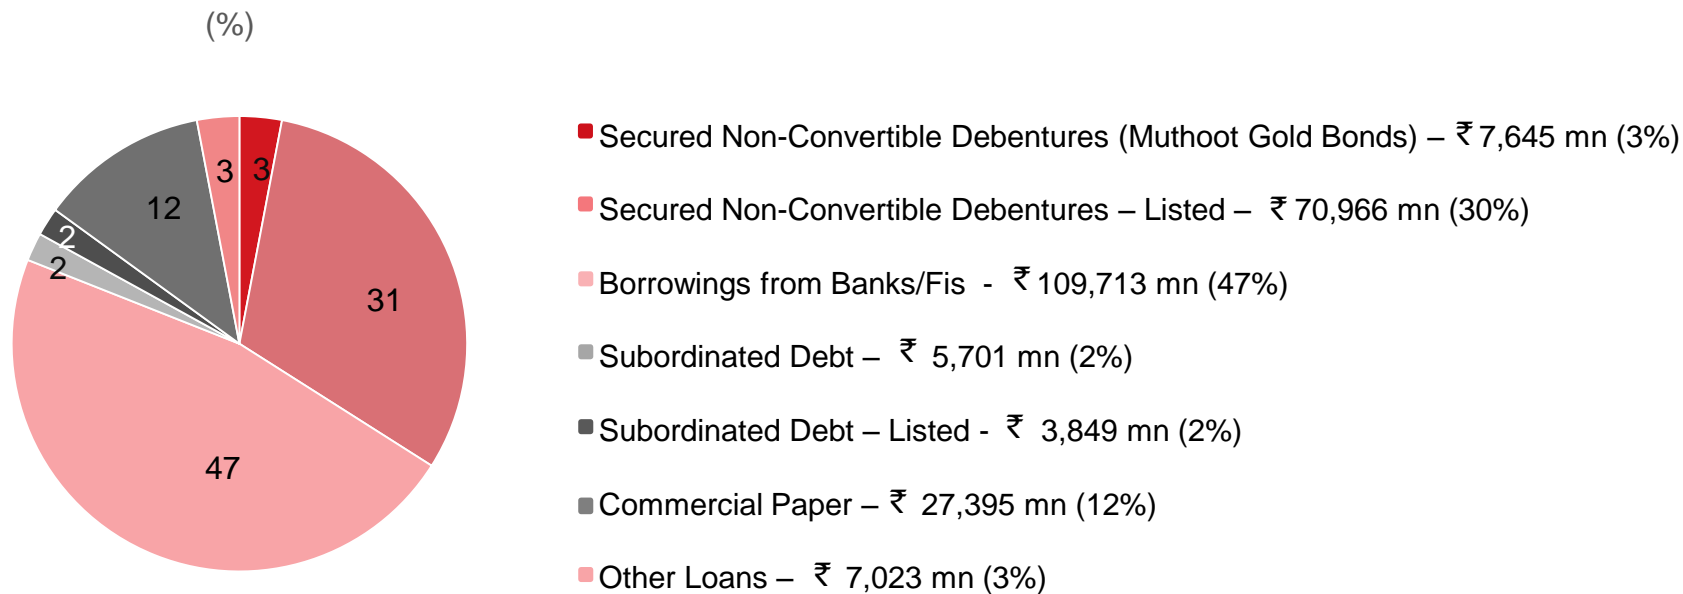 (%)
3
3
12
2
2
31
47
Secured Non-Convertible Debentures (Muthoot Gold Bonds) – ₹ 7,645 mn (3%)
Secured Non-Convertible Debentures – Listed – ₹ 70,966 mn (30%)
Borrowings from Banks/Fis - ₹ 109,713 mn (47%)
Subordinated Debt – ₹ 5,701 mn (2%)
Subordinated Debt – Listed - ₹ 3,849 mn (2%)
Commercial Paper – ₹ 27,395 mn (12%)
Other Loans – ₹ 7,023 mn (3%)